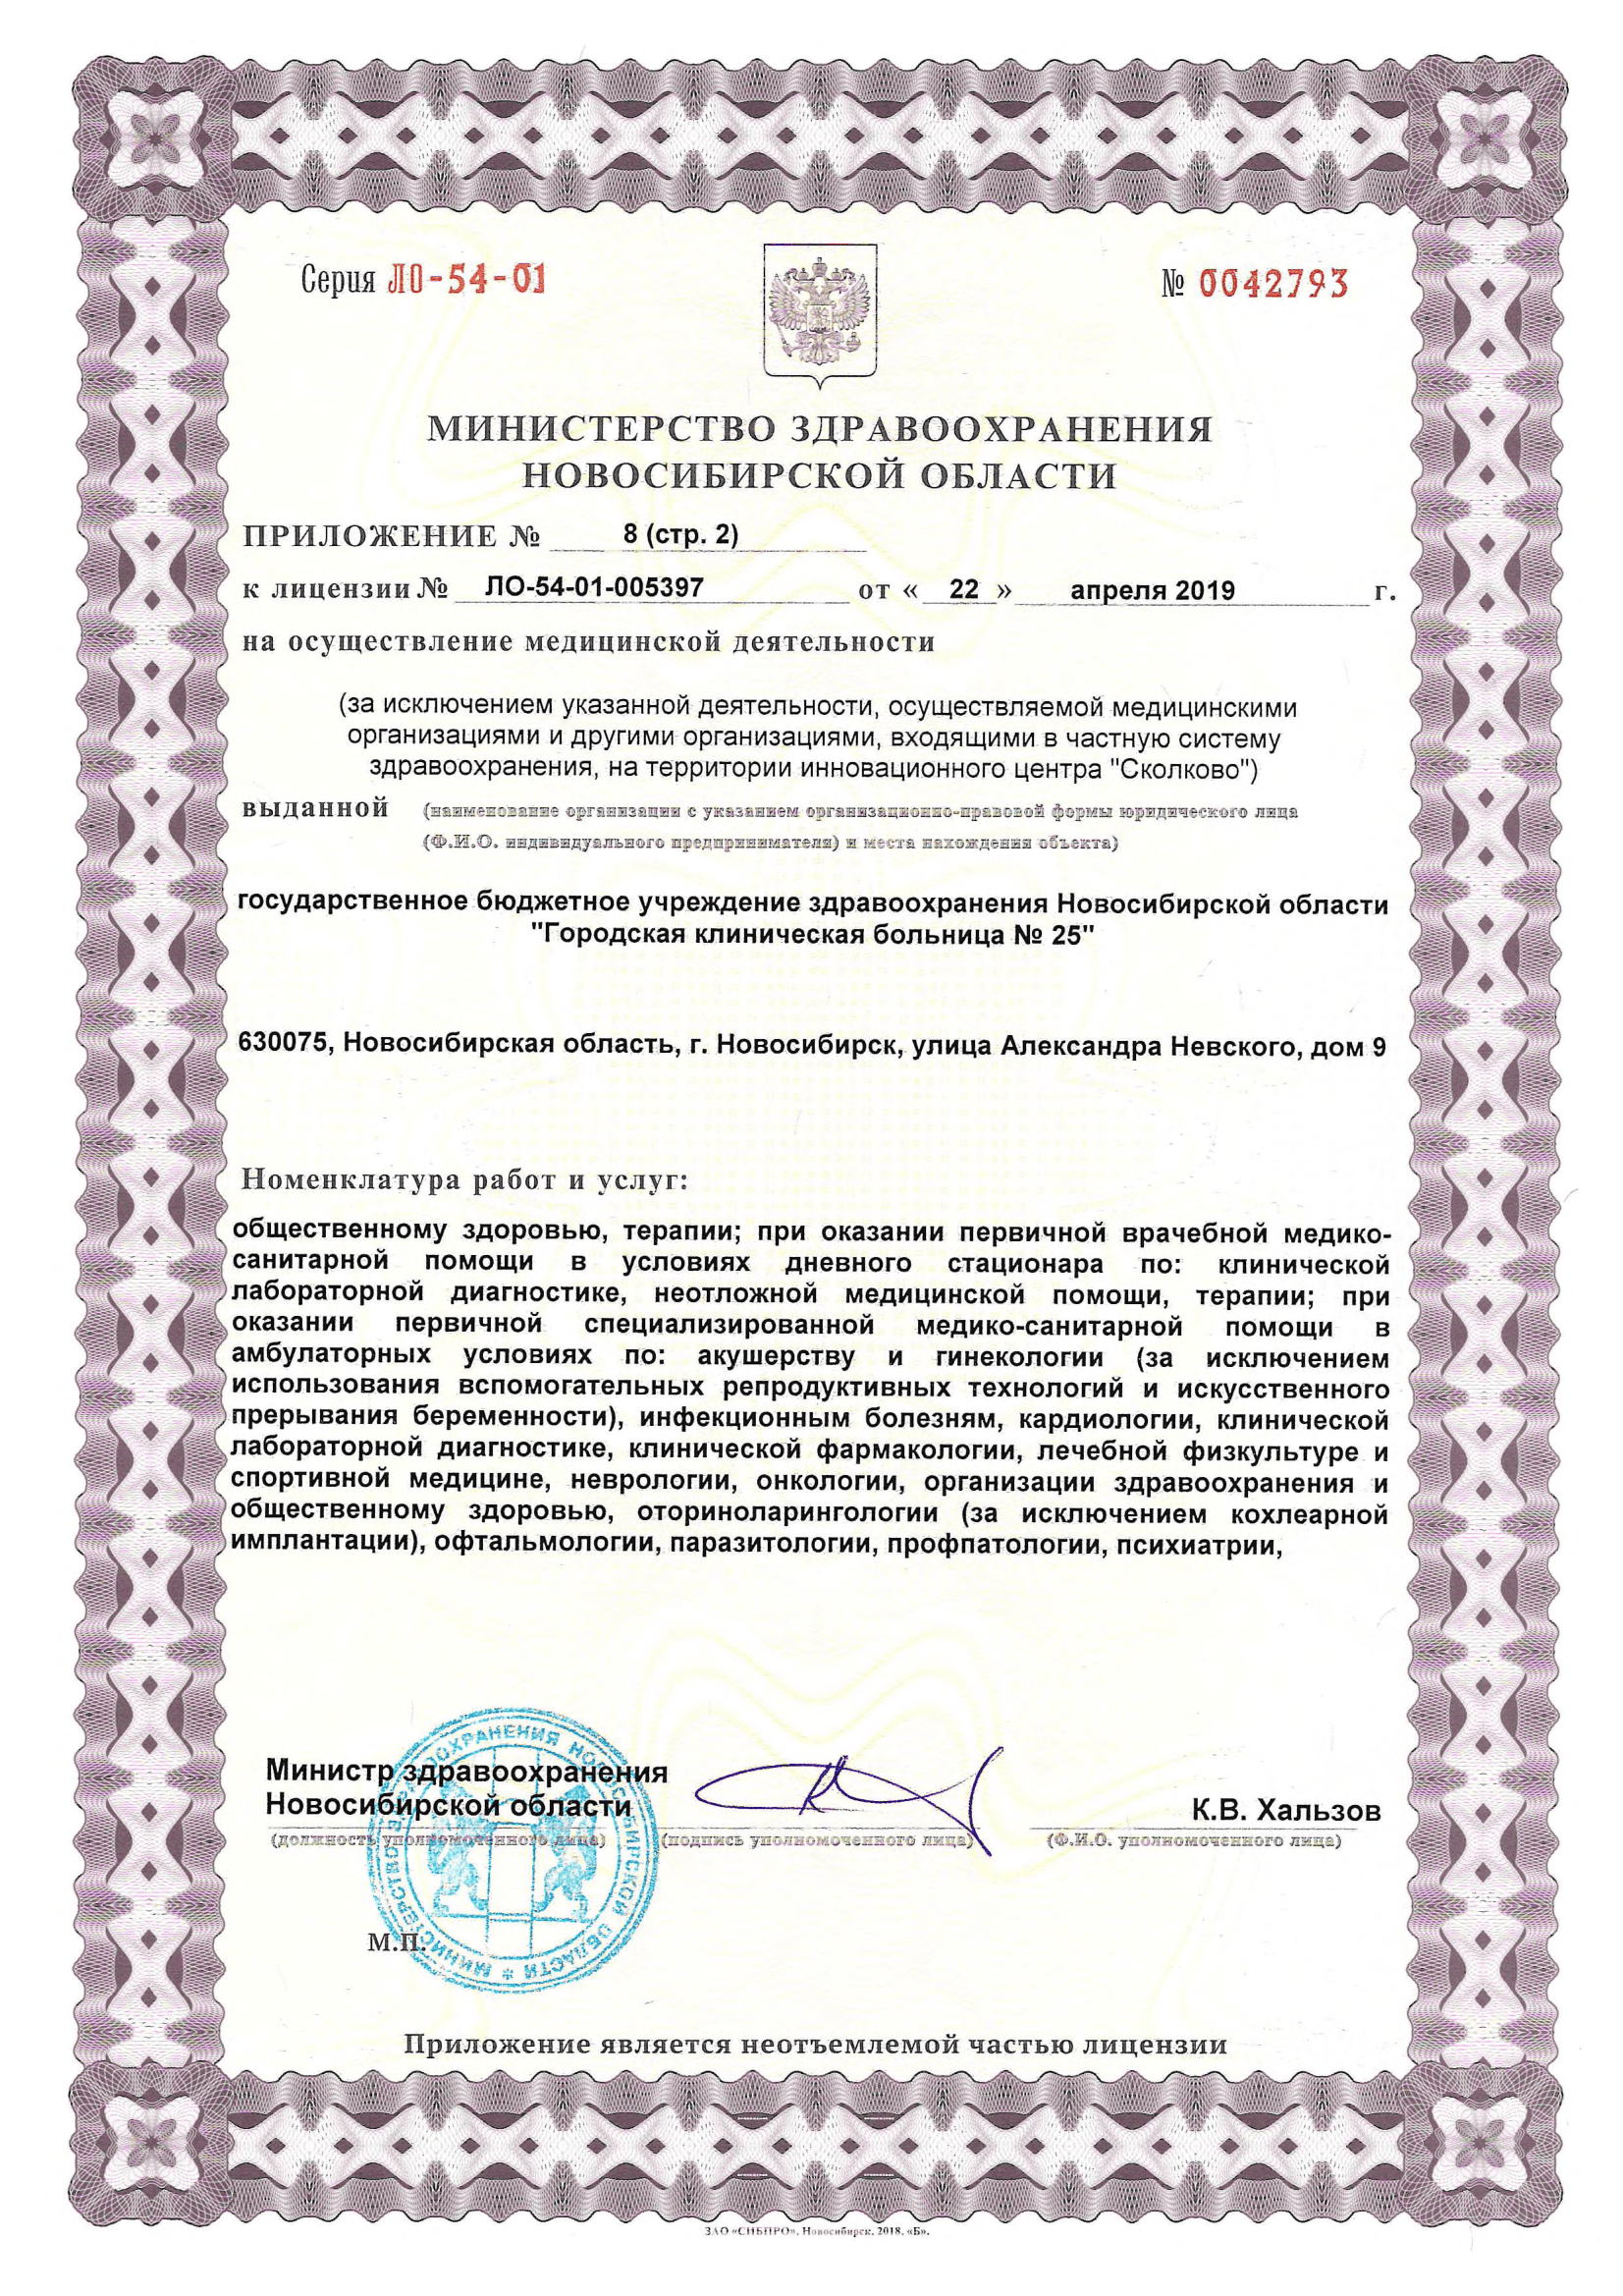 Серия ЛО-54-01
№ 0042793
МИНИСТЕРСТВО ЗДРАВООХРАНЕНИЯ
НОВОСИБИРСКОЙ ОБЛАСТИ
ПРИЛОЖЕНИЕ № 8 (стр. 2)
к лицензии № ЛО-54-01-005397 от « 22 » апреля 2019 г.
на осуществление медицинской деятельности
(за исключением указанной деятельности, осуществляемой медицинскими
организациями и другими организациями, входящими в частную систему
здравоохранения, на территории инновационного центра "Сколково")
выданной (наименование организации с указанием организационно-правовой формы юридического лица
(Ф.И.О. индивидуального предпринимателя) и места нахождения объекта)
государственное бюджетное учреждение здравоохранения Новосибирской области
"Городская клиническая больница № 25"
630075, Новосибирская область, г. Новосибирск, улица Александра Невского, дом 9
Номенклатура работ и услуг:
общественному здоровью, терапии; при оказании первичной врачебной медико-
санитарной помощи в условиях дневного стационара по: клинической
лабораторной диагностике, неотложной медицинской помощи, терапии; при
оказании первичной специализированной медико-санитарной помощи в
амбулаторных условиях по: акушерству и гинекологии (за исключением
использования вспомогательных репродуктивных технологий и искусственного
прерывания беременности), инфекционным болезням, кардиологии, клинической
лабораторной диагностике, клинической фармакологии, лечебной физкультуре и
спортивной медицине, неврологии, онкологии, организации здравоохранения и
общественному здоровью, оториноларингологии (за исключением кохлеарной
имплантации), офтальмологии, паразитологии, профпатологии, психиатрии,
Министр здравоохранения
Новосибирской области
К.В. Хальзов
(должность уполномоченного лица) (подпись уполномоченного лица) (Ф.И.О. уполномоченного лица)
МИНИСТЕРСТВО ЗДРАВООХРАНЕНИЯ НОВОСИБИРСКОЙ ОБЛАСТИ *
М.П.
Приложение является неотъемлемой частью лицензии
ЗАО «СИБПРО», Новосибирск, 2018, «Б».